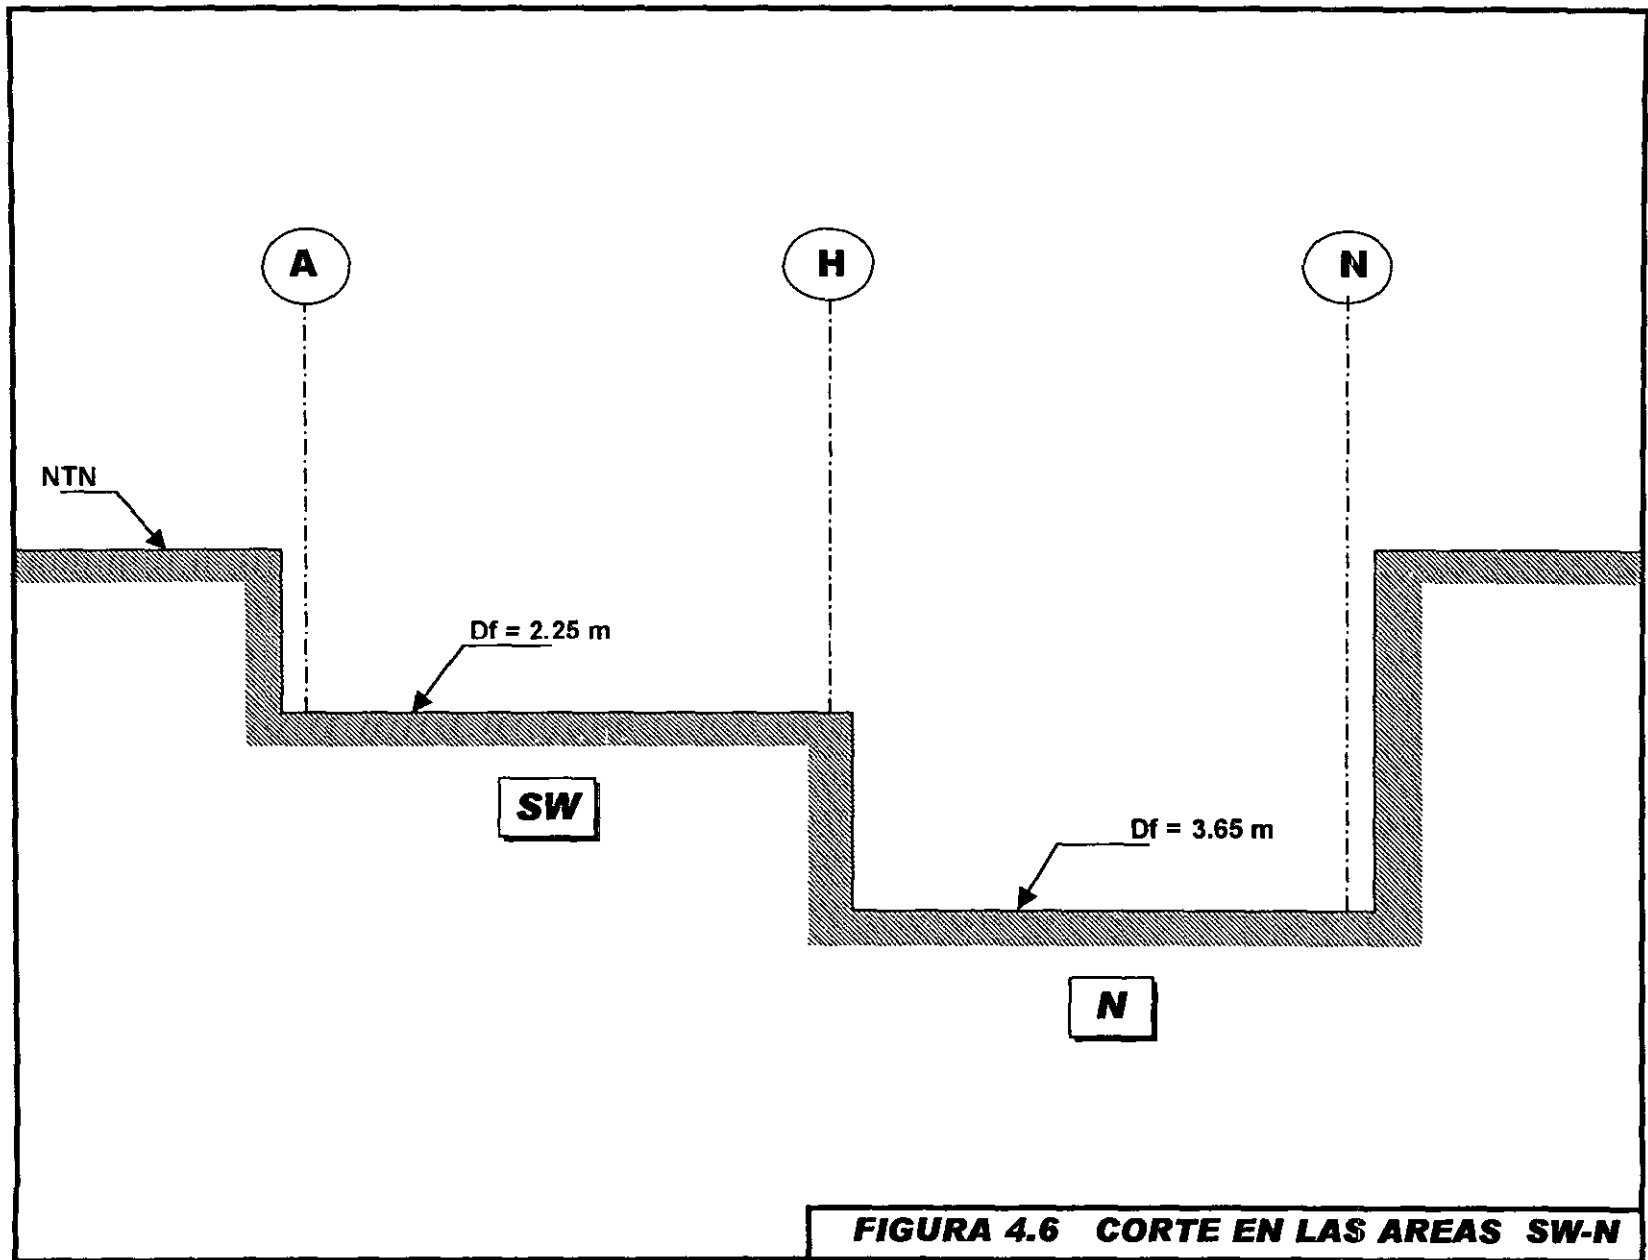 A
H
N
NTN
Df = 2.25 m
SW
Df = 3.65 m
N
FIGURA 4.6 CORTE EN LAS AREAS SW-N